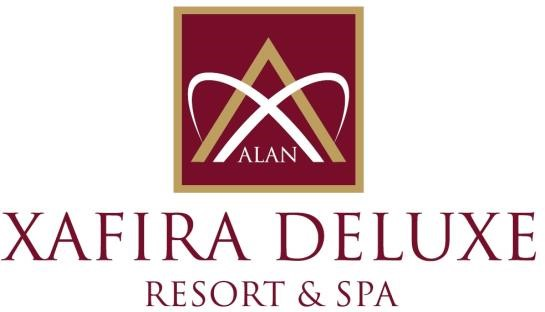 ALAN
XAFIRA DELUXE
RESORT & SPA